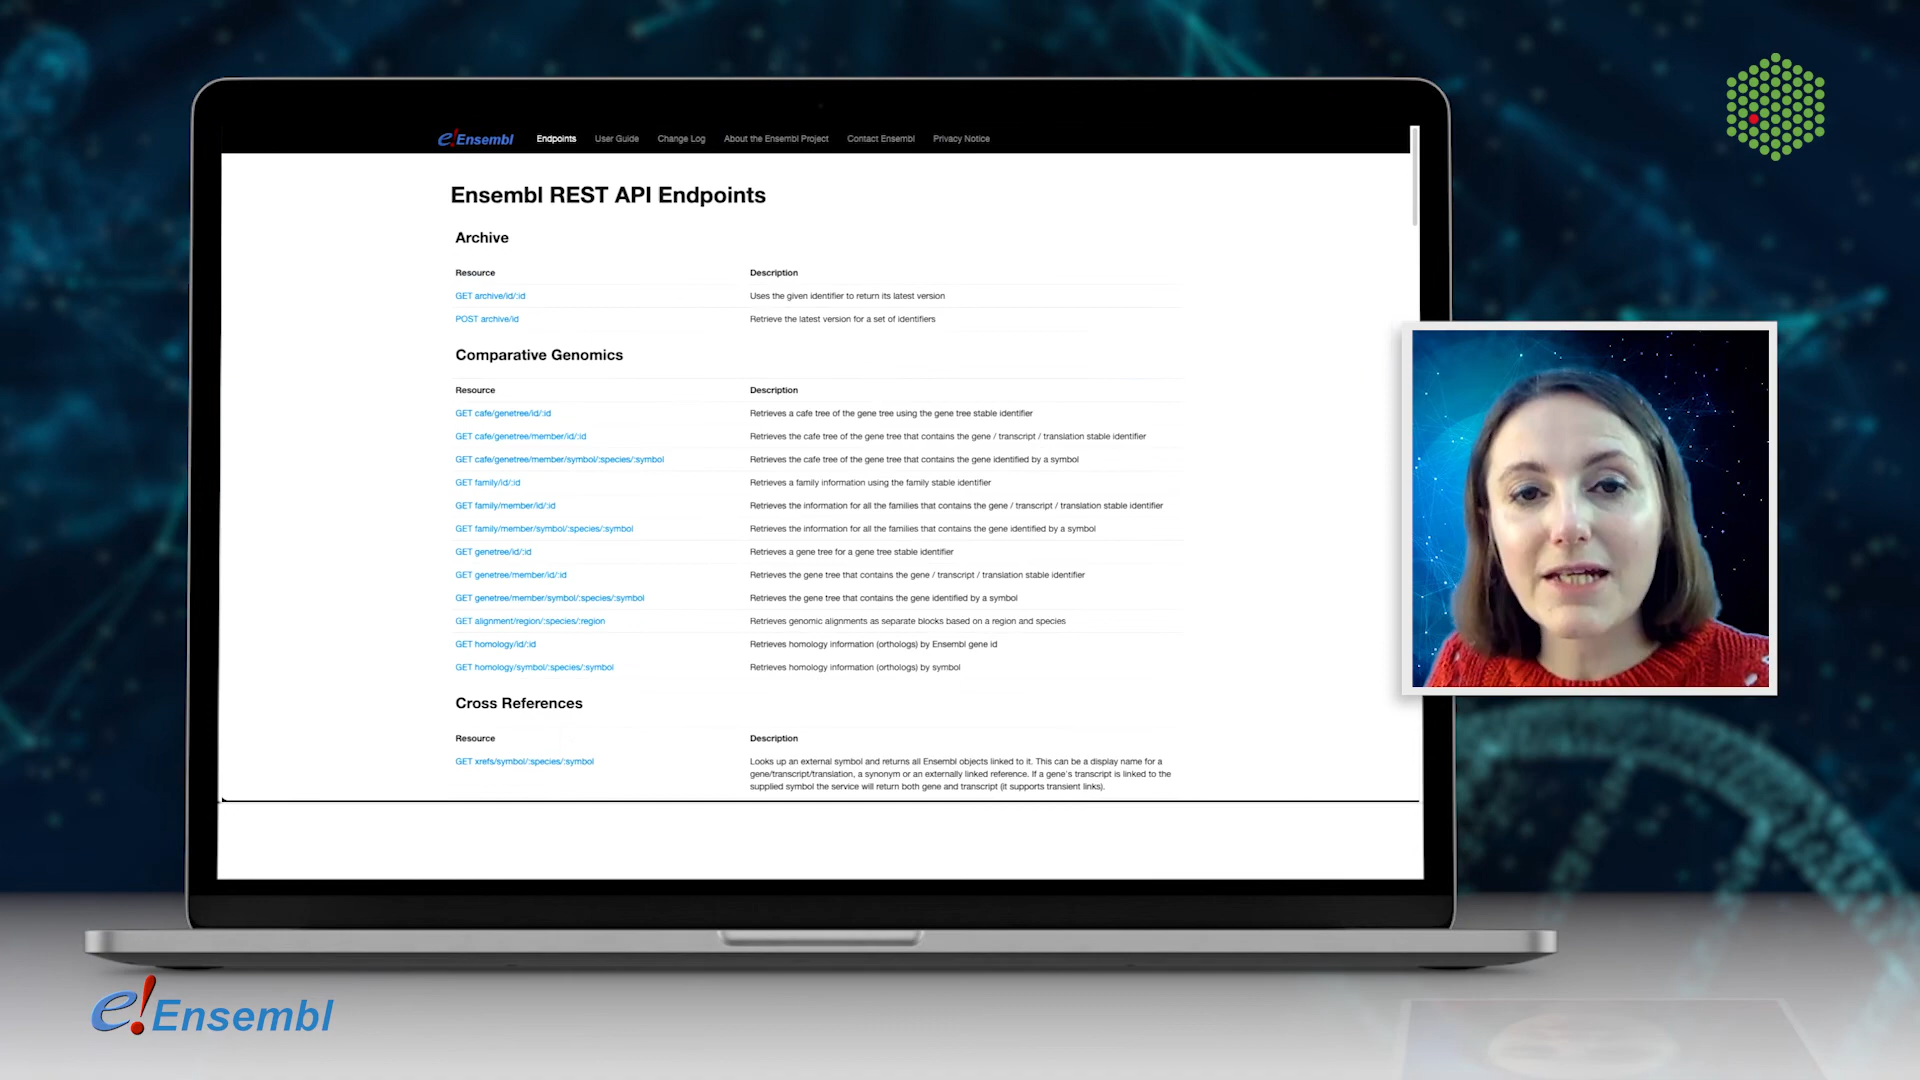 e!Ensembl Endpoints User Guide Change Log About the Ensembl Project Contact Ensembl Privacy Notice
Ensembl REST API Endpoints
Archive
Resource Description
GET archive/id/:id Uses the given identifier to return its latest version
POST archive/id Retrieve the latest version for a set of identifiers
Comparative Genomics
Resource Description
GET cafe/genetree/id/:id Retrieves a cafe tree of the gene tree using the gene tree stable identifier
GET cafe/genetree/member/id/:id Retrieves the cafe tree of the gene tree that contains the gene / transcript / translation stable identifier
GET cafe/genetree/member/symbol/:species/:symbol Retrieves the cafe tree of the gene tree that contains the gene identified by a symbol
GET family/id/:id Retrieves a family information using the family stable identifier
GET family/member/id/:id Retrieves the information for all the families that contains the gene / transcript / translation stable identifier
GET family/member/symbol/:species/:symbol Retrieves the information for all the families that contains the gene identified by a symbol
GET genetree/id/:id Retrieves a gene tree for a gene tree stable identifier
GET genetree/member/id/:id Retrieves the gene tree that contains the gene / transcript / translation stable identifier
GET genetree/member/symbol/:species/:symbol Retrieves the gene tree that contains the gene identified by a symbol
GET alignment/region/:species/:region Retrieves genomic alignments as separate blocks based on a region and species
GET homology/id/:id Retrieves homology information (orthologs) by Ensembl gene id
GET homology/symbol/:species/:symbol Retrieves homology information (orthologs) by symbol
Cross References
Resource Description
GET xrefs/symbol/:species/:symbol Looks up an external symbol and returns all Ensembl objects linked to it. This can be a display name for a
gene/transcript/translation, a synonym or an externally linked reference. If a gene's transcript is linked to the
supplied symbol the service will return both gene and transcript (it supports transient links).
e!Ensembl